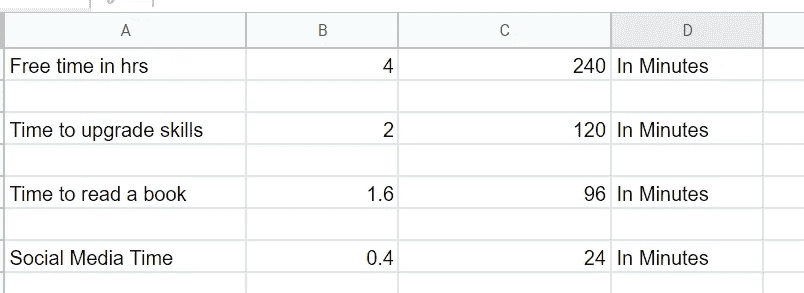 A B C D
Free time in hrs 4 240 In Minutes
Time to upgrade skills 2 120 In Minutes
Time to read a book 1.6 96 In Minutes
Social Media Time 0.4 24 In Minutes